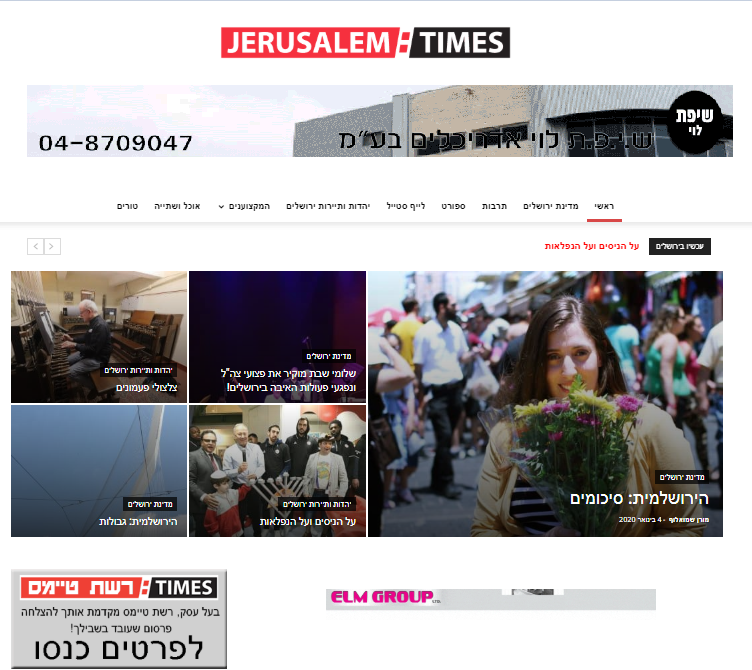 JERUSALEM:TIMES
שיפת
לוי
ש.י.פ.ת לוי אדריכלים בע"מ
04-8709047
ראשי
מדינת ירושלים
תרבות
ספורט
לייף סטייל
יהדות ותיירות ירושלים
המקצוענים
אוכל ושתייה
טורים
עכשיו בירושלים
על הניסים ועל הנפלאות
מדינת ירושלים
הירושלמית: סיכומים
מורן שמואלוף - 4 בינואר 2020
מדינת ירושלים
שלומי שבת מוקיר את פצועי צה"ל
ונפגעי פעולות האיבה בירושלים!
יהדות ותיירות ירושלים
צלצולי פעמונים
יהדות ותיירות ירושלים
על הניסים ועל הנפלאות
מדינת ירושלים
הירושלמית: גבולות
ELM GROUP LTD.
רשת טיימס:TIMES
בעל עסק, רשת טיימס מקדמת אותך להצלחה
פרסום שעובד בשבילך!
לפרטים כנסו